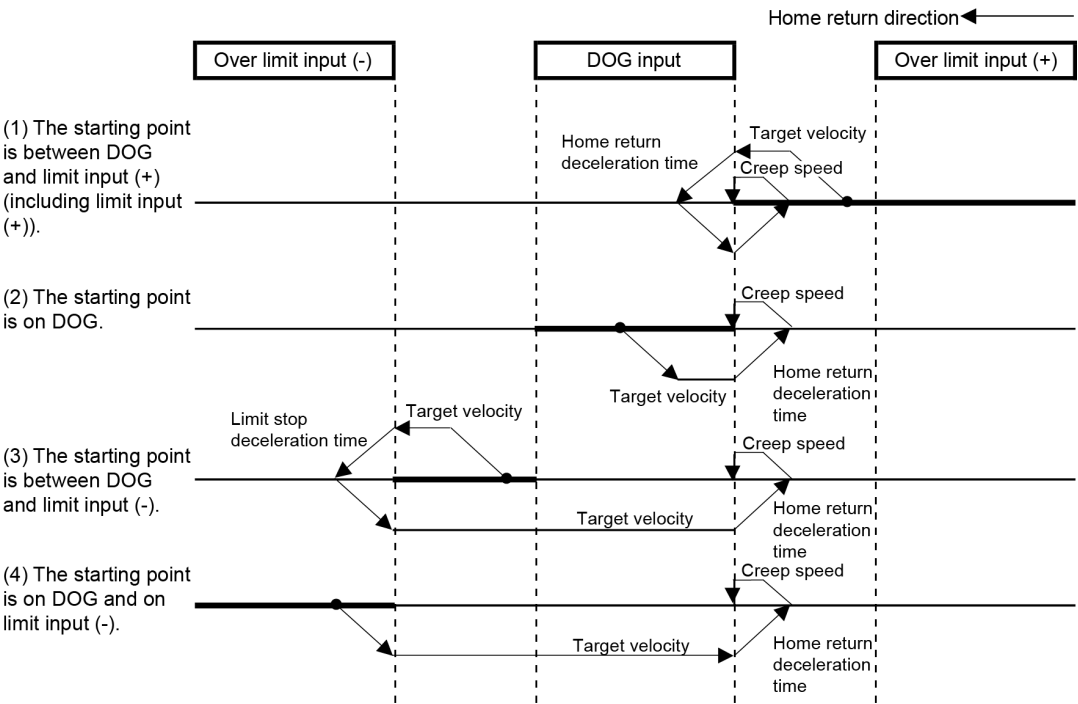 Home return direction
Over limit input (-)
DOG input
Over limit input (+)
(1) The starting point
is between DOG
and limit input (+)
(including limit input
(+)).
Home return
deceleration time
Target velocity
Creep speed
(2) The starting point
is on DOG.
Creep speed
Target velocity
Home return
deceleration
time
(3) The starting point
is between DOG
and limit input (-).
Limit stop
deceleration time
Target velocity
Creep speed
Target velocity
Home return
deceleration
time
(4) The starting point
is on DOG and on
limit input (-).
Creep speed
Target velocity
Home return
deceleration
time